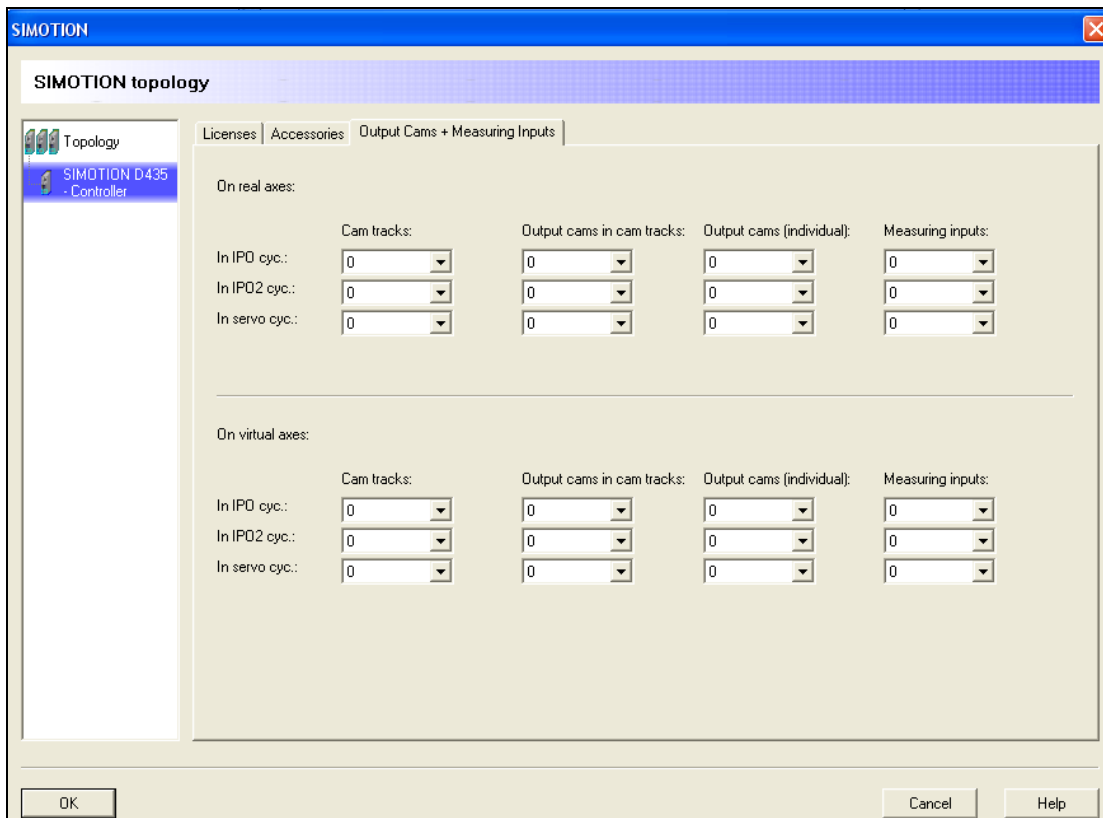 SIMOTION
SIMOTION topology
Topology
SIMOTION D435
- Controller
Licenses
Accessories
Output Cams + Measuring Inputs
On real axes:
Cam tracks: Output cams in cam tracks: Output cams (individual): Measuring inputs:
In IPO cyc.: 0 0 0 0
In IPO2 cyc.: 0 0 0 0
In servo cyc.: 0 0 0 0
On virtual axes:
Cam tracks: Output cams in cam tracks: Output cams (individual): Measuring inputs:
In IPO cyc.: 0 0 0 0
In IPO2 cyc.: 0 0 0 0
In servo cyc.: 0 0 0 0
OK Cancel Help